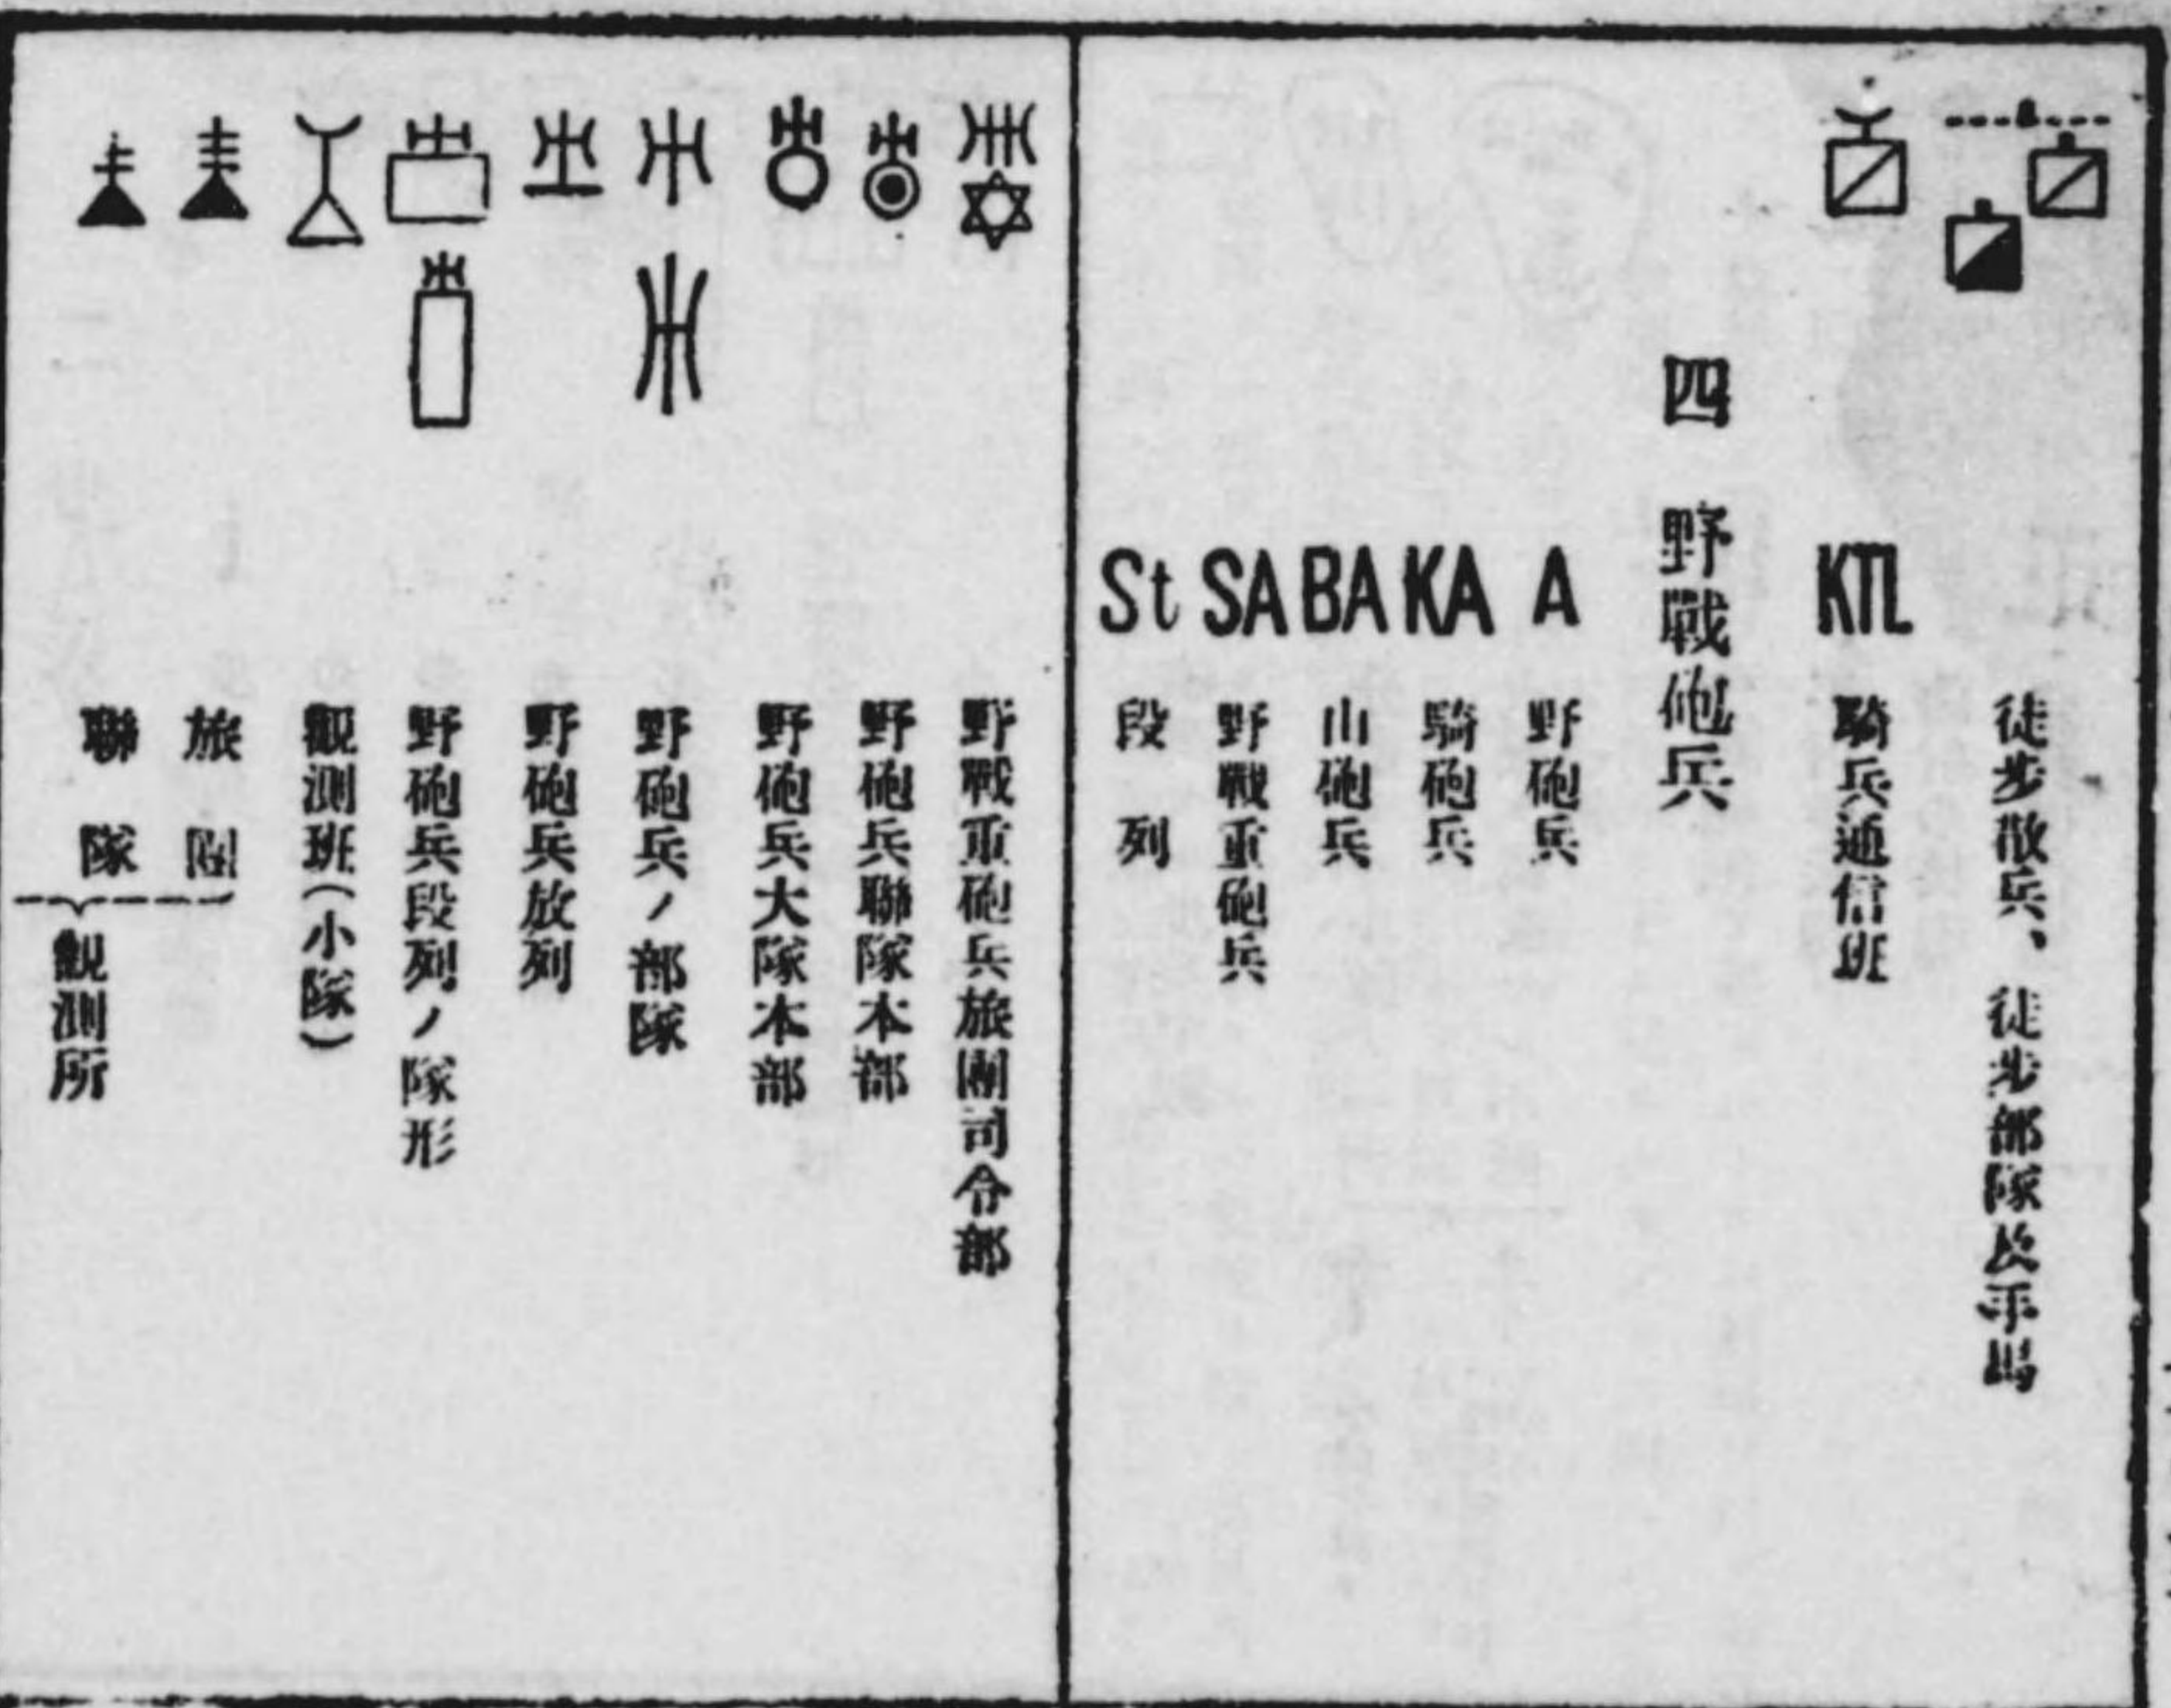 徒步散兵、徒步部隊及手馬
KTL 騎兵通信班
四 野戰砲兵
A 野砲兵
KA 騎砲兵
BA 山砲兵
SA 野戰重砲兵
St 段列
野戰重砲兵旅團司令部
野砲兵聯隊本部
野砲兵大隊本部
野砲兵ノ部隊
野砲兵放列
野砲兵段列ノ隊形
觀測班(小隊)
旅團
聯隊
觀測所